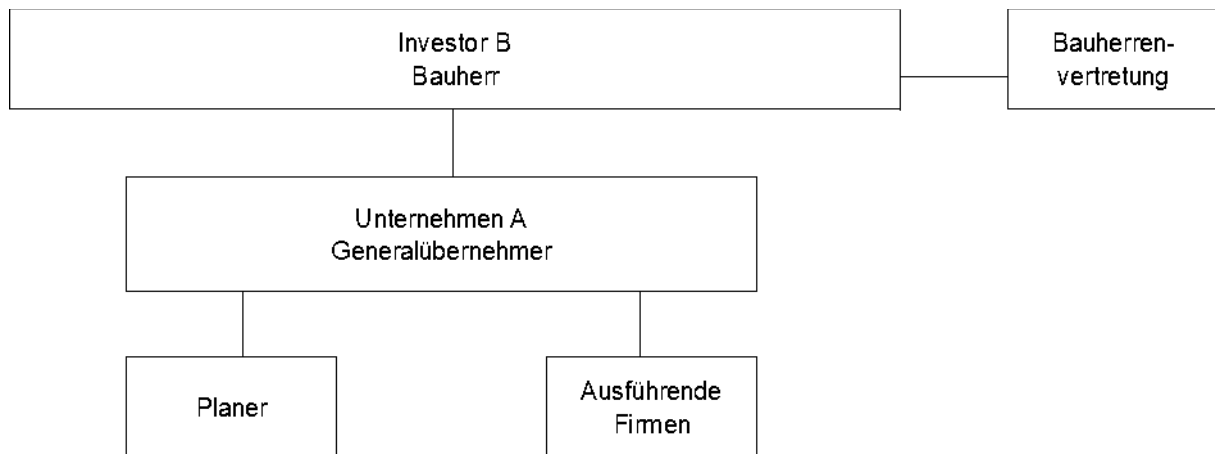 Investor B
Bauherr
Bauherren-
vertretung
Unternehmen A
Generalübernehmer
Planer
Ausführende
Firmen